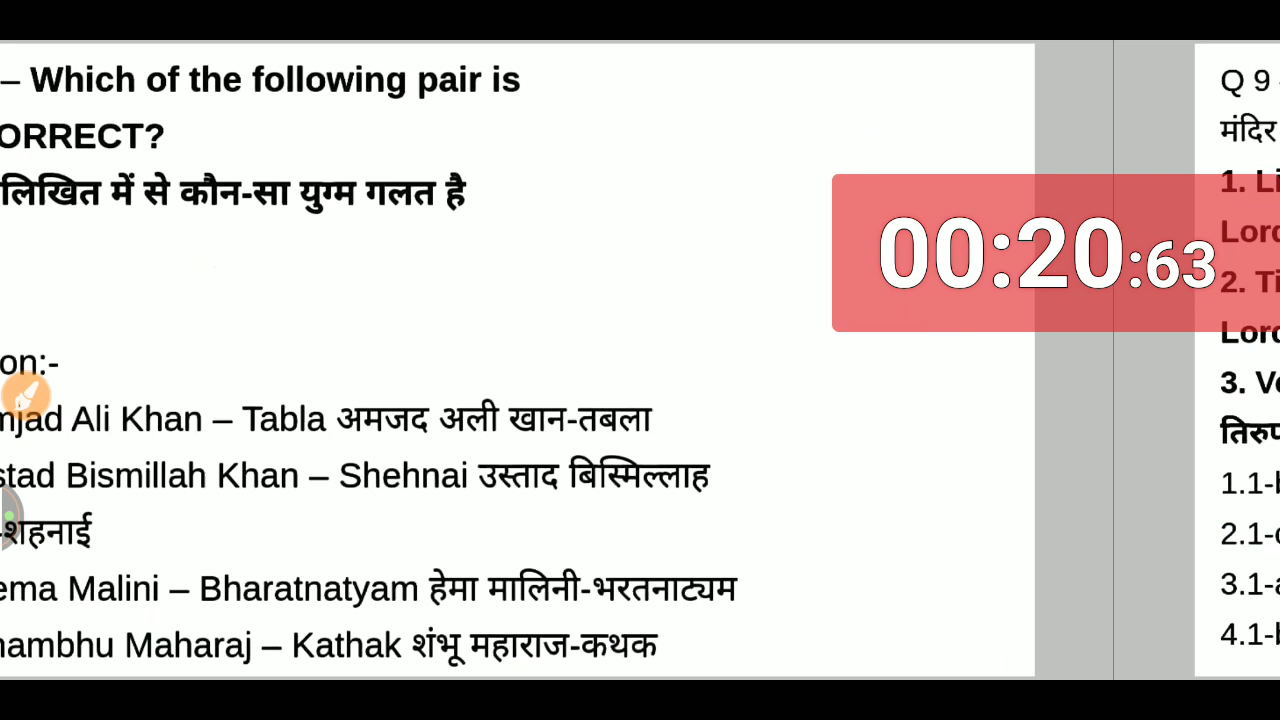 – Which of the following pair is
ORRECT?
लिखित में से कौन-सा युग्म गलत है
on:-
mjad Ali Khan – Tabla अमजद अली खान-तबला
stad Bismillah Khan – Shehnai उस्ताद बिस्मिल्लाह
-शहनाई
ema Malini – Bharatnatyam हेमा मालिनी-भरतनाट्यम
hambhu Maharaj – Kathak शंभू महाराज-कथक
00:20:63
Q 9
मंदिर
1. Li
Lord
2. Ti
Lord
3. Ve
तिरुप
1.1-b
2.1-c
3.1-a
4.1-b